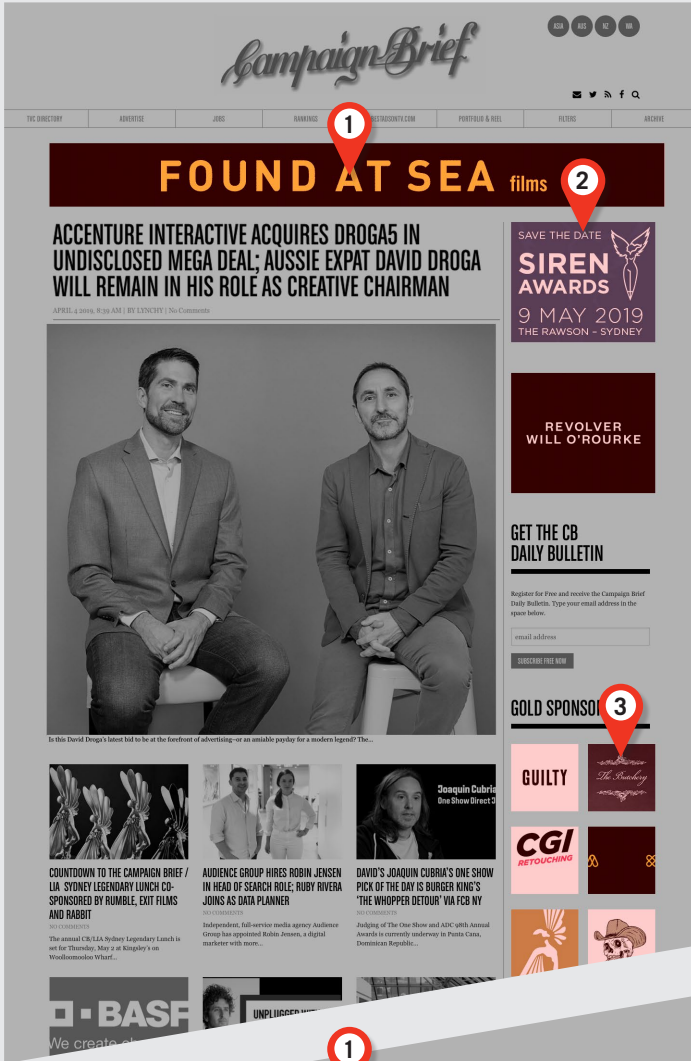 Campaign Brief
ASIA AUS NZ WA
TVC DIRECTORY ADVERTISE JOBS RANKINGS BESTADSONTV.COM PORTFOLIO & REEL FILTERS ARCHIVE
1
FOUND AT SEA films
2
ACCENTURE INTERACTIVE ACQUIRES DROGA5 IN
UNDISCLOSED MEGA DEAL; AUSSIE EXPAT DAVID DROGA
WILL REMAIN IN HIS ROLE AS CREATIVE CHAIRMAN
APRIL 4 2019, 8:39 AM | BY LYNCHY | No Comments
SAVE THE DATE
SIREN
AWARDS
9 MAY 2019
THE RAWSON – SYDNEY
REVOLVER
WILL O'ROURKE
GET THE CB
DAILY BULLETIN
Register for Free and receive the Campaign Brief
Daily Bulletin. Type your email address in the
space below.
email address
SUBSCRIBE FREE NOW
GOLD SPONSO
3
GUILTY
The Butchery
CGI
RETOUCHING
Is this David Droga's latest bid to be at the forefront of advertising–or an amiable payday for a modern legend? The...
COUNTDOWN TO THE CAMPAIGN BRIEF /
LIA SYDNEY LEGENDARY LUNCH CO-
SPONSORED BY RUMBLE, EXIT FILMS
AND RABBIT
NO COMMENTS
The annual CB/LIA Sydney Legendary Lunch is
set for Thursday, May 2 at Kingsley's on
Woolloomooloo Wharf...
AUDIENCE GROUP HIRES ROBIN JENSEN
IN HEAD OF SEARCH ROLE; RUBY RIVERA
JOINS AS DATA PLANNER
NO COMMENTS
Independent, full-service media agency Audience
Group has appointed Robin Jensen, a digital
marketer with more...
Joaquin Cubria
One Show Direct 3
DAVID'S JOAQUIN CUBRIA'S ONE SHOW
PICK OF THE DAY IS BURGER KING'S
'THE WHOPPER DETOUR' VIA FCB NY
NO COMMENTS
Judging of The One Show and ADC 98th Annual
Awards is currently underway in Punta Cana,
Dominican Republic...
BASF
We create
UNPLUGGED
1